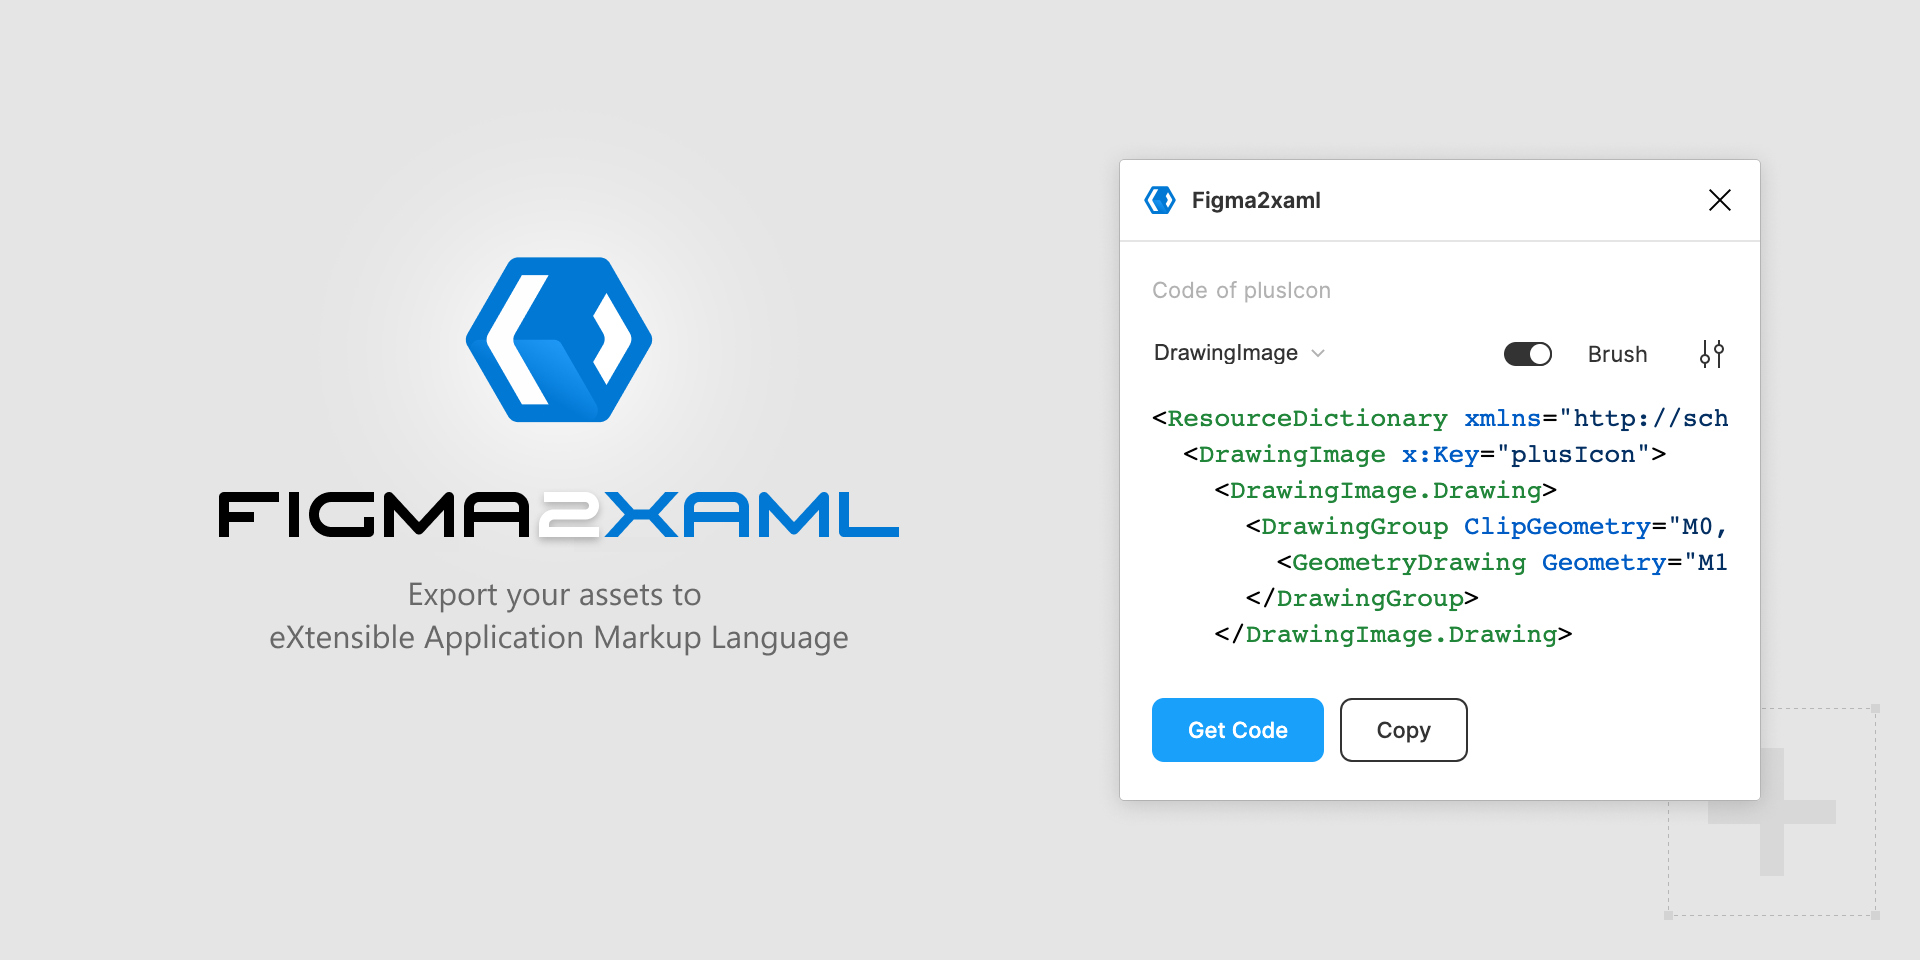 FIGMA2XAML
Export your assets to
eXtensible Application Markup Language
Figma2xaml
Code of plusIcon
DrawingImage
Brush
<ResourceDictionary xmlns="http://sch
<DrawingImage x:Key="plusIcon">
<DrawingImage.Drawing>
<DrawingGroup ClipGeometry="M0,
<GeometryDrawing Geometry="M1
</DrawingGroup>
</DrawingImage.Drawing>
Get Code
Copy